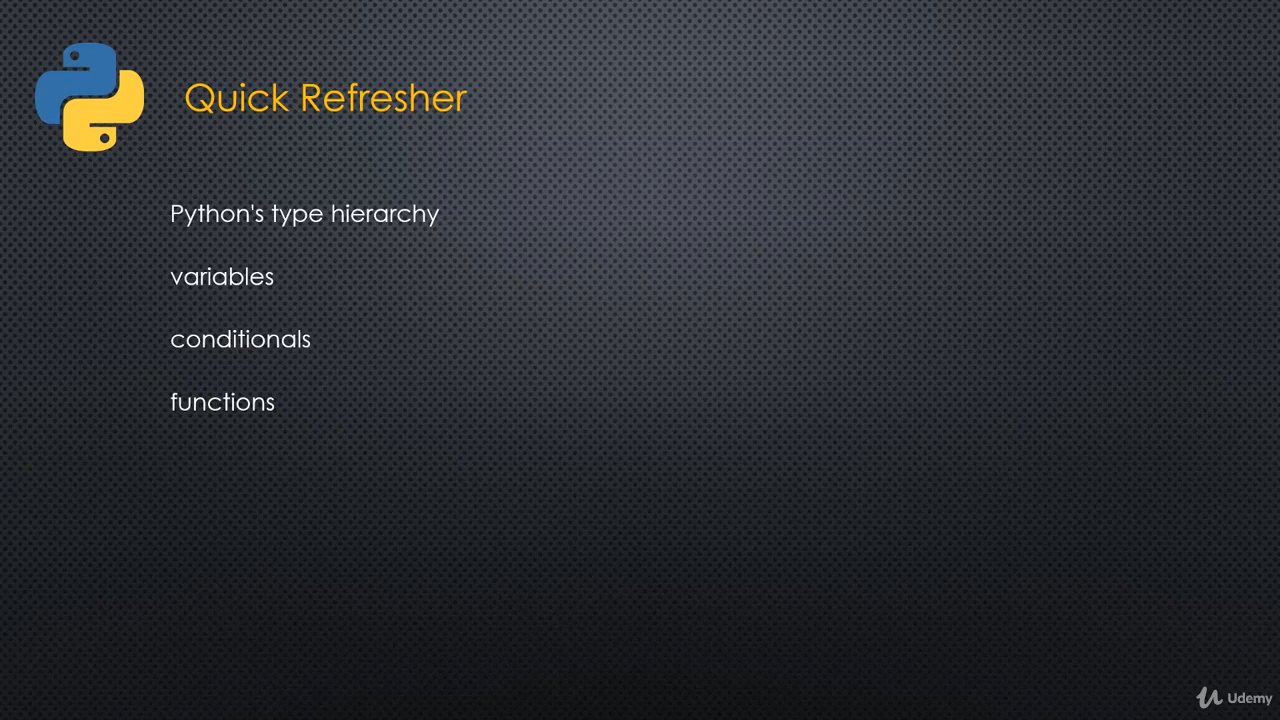 Quick Refresher
Python's type hierarchy
variables
conditionals
functions
Udemy